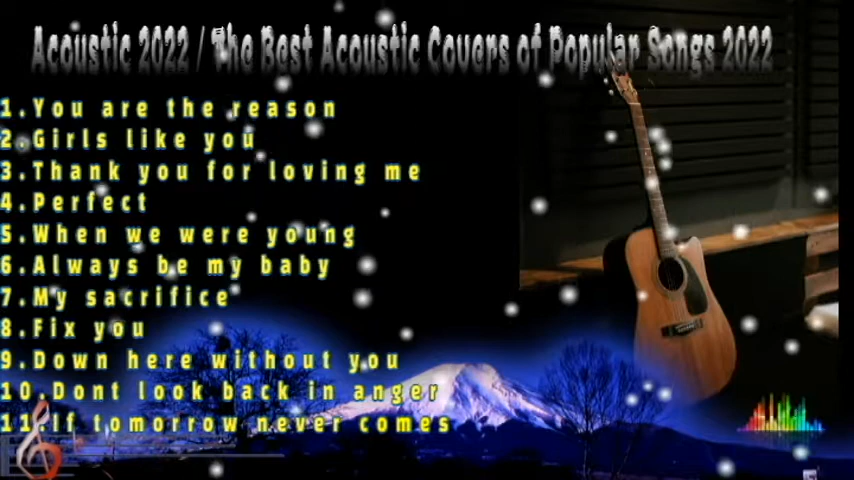 Acoustic 2022 / The Best Acoustic Covers of Popular Songs 2022
1.You are the reason
2.Girls like you
3.Thank you for loving me
4.Perfect
5.When we were young
6.Always be my baby
7.My sacrifice
8.Fix you
9.Down here without you
10.Dont look back in anger
11.If tomorrow never comes